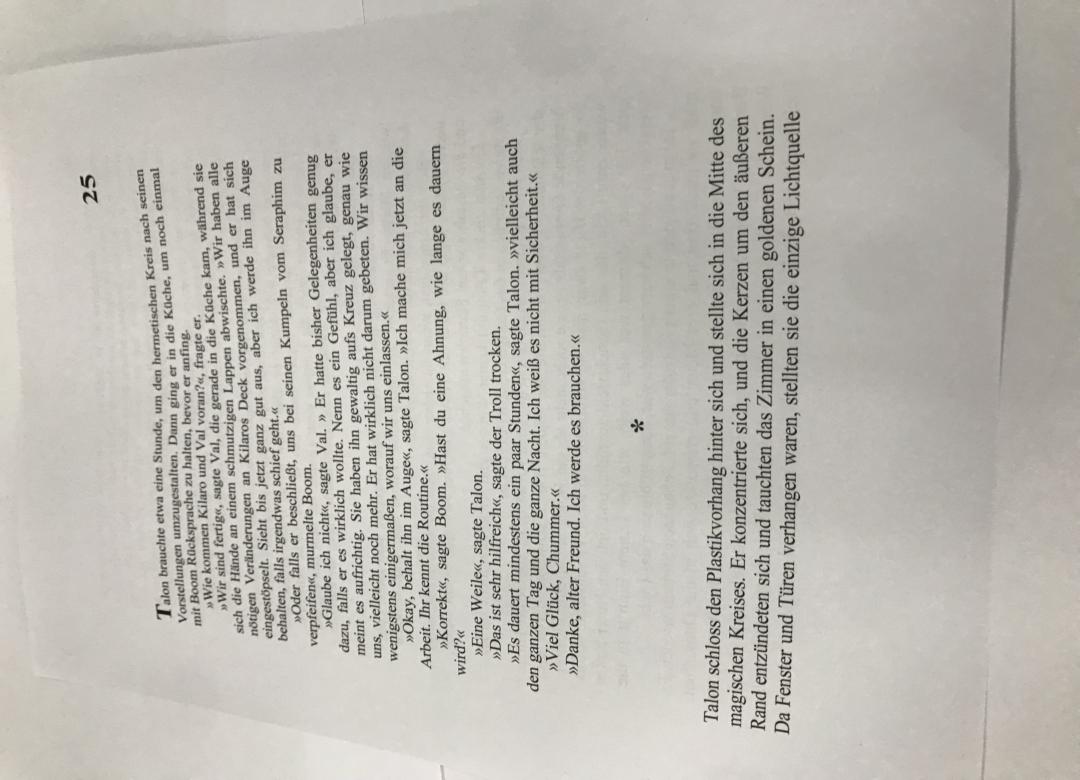 25
Talon brauchte etwa eine Stunde, um den hermetischen Kreis nach seinen
Vorstellungen umzugestalten. Dann ging er in die Küche, um noch einmal
mit Boom Rücksprache zu halten, bevor er anfing.
»Wie kommen Kilaro und Val voran?«, fragte er.
»Wir sind fertig«, sagte Val, die gerade in die Küche kam, während sie
sich die Hände an einem schmutzigen Lappen abwischte. »Wir haben alle
nötigen Veränderungen an Kilaros Deck vorgenommen, und er hat sich
eingestöpselt. Sieht bis jetzt ganz gut aus, aber ich werde ihn im Auge
behalten, falls irgendwas schief geht.«
»Oder falls er beschließt, uns bei seinen Kumpeln vom Seraphim zu
verpfeifen«, murmelte Boom.
»Glaube ich nicht«, sagte Val. » Er hatte bisher Gelegenheiten genug
dazu, falls er es wirklich wollte. Nenn es ein Gefühl, aber ich glaube, er
meint es aufrichtig. Sie haben ihn gewaltig aufs Kreuz gelegt, genau wie
uns, vielleicht noch mehr. Er hat wirklich nicht darum gebeten. Wir wissen
wenigstens einigermaßen, worauf wir uns einlassen.«
»Okay, behalt ihn im Auge«, sagte Talon. »Ich mache mich jetzt an die
Arbeit. Ihr kennt die Routine.«
»Korrekt«, sagte Boom. »Hast du eine Ahnung, wie lange es dauern
wird?«
»Eine Weile«, sagte Talon.
»Das ist sehr hilfreich«, sagte der Troll trocken.
»Es dauert mindestens ein paar Stunden«, sagte Talon. »vielleicht auch
den ganzen Tag und die ganze Nacht. Ich weiß es nicht mit Sicherheit.«
»Viel Glück, Chummer.«
»Danke, alter Freund. Ich werde es brauchen.«
*
Talon schloss den Plastikvorhang hinter sich und stellte sich in die Mitte des
magischen Kreises. Er konzentrierte sich, und die Kerzen um den äußeren
Rand entzündeten sich und tauchten das Zimmer in einen goldenen Schein.
Da Fenster und Türen verhangen waren, stellten sie die einzige Lichtquelle